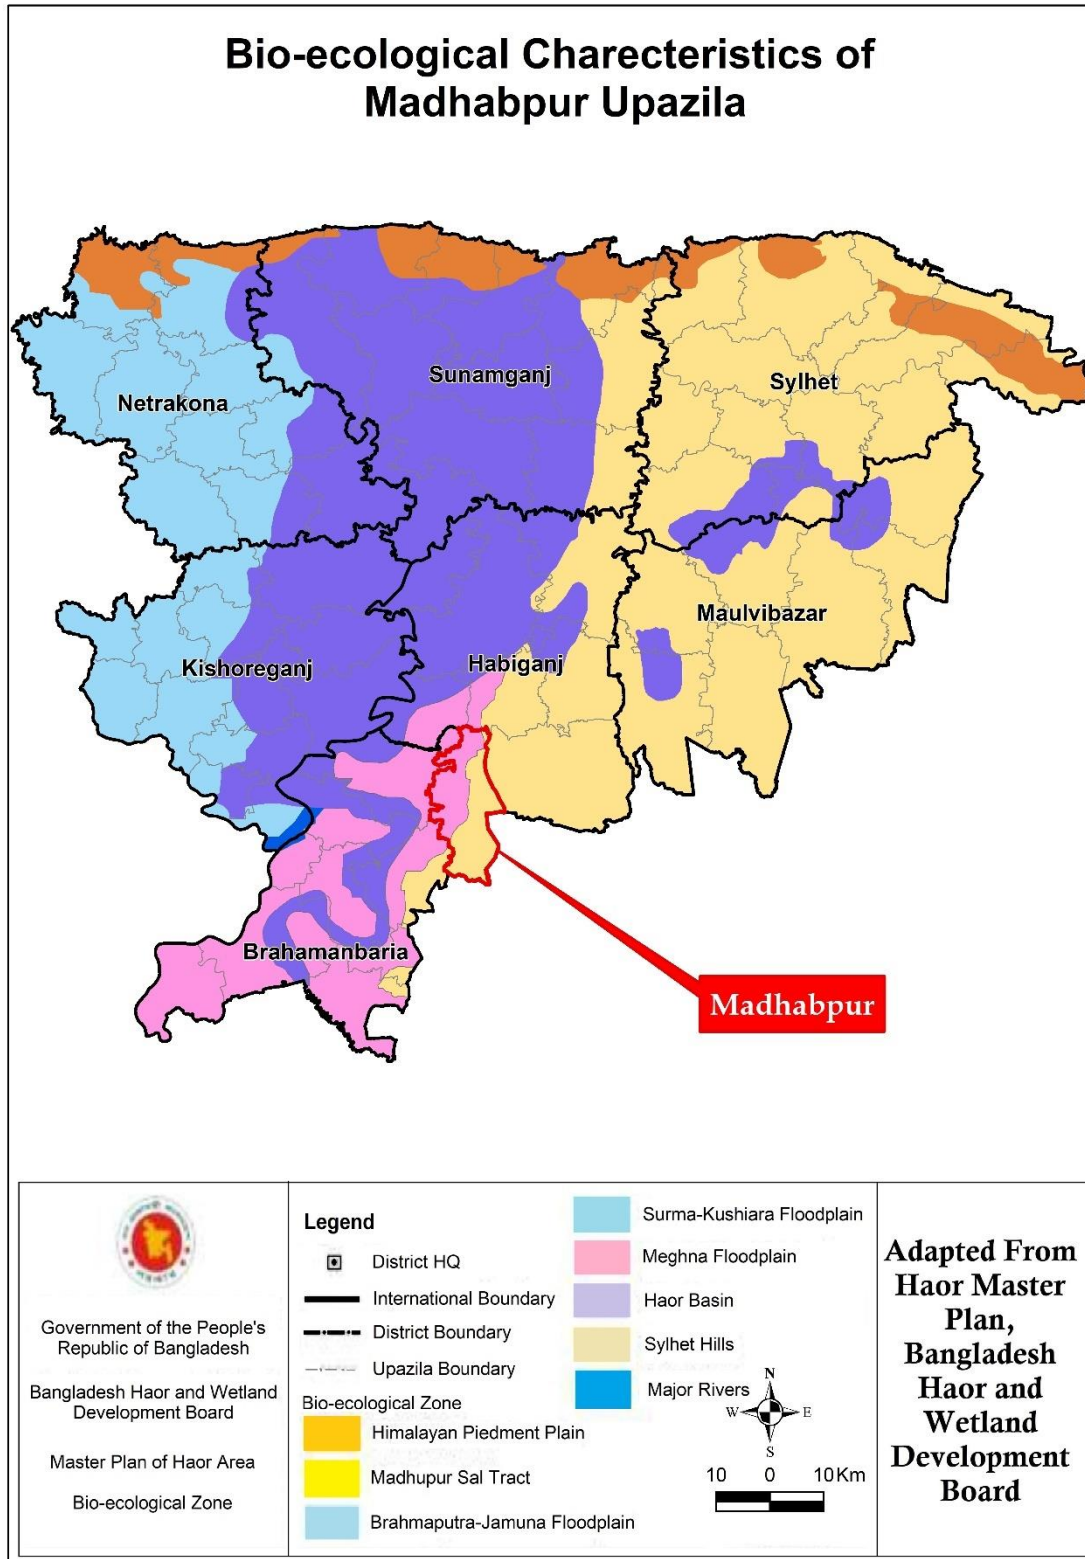 Bio-ecological Charecteristics of
Madhabpur Upazila
Sunamganj
Sylhet
Netrakona
Maulvibazar
Kishoreganj
Habiganj
Brahamanbaria
Madhabpur
Government of the People's
Republic of Bangladesh
Bangladesh Haor and Wetland
Development Board
Master Plan of Haor Area
Bio-ecological Zone
Legend
District HQ
International Boundary
District Boundary
Upazila Boundary
Bio-ecological Zone
Himalayan Piedment Plain
Madhupur Sal Tract
Brahmaputra-Jamuna Floodplain
Surma-Kushiara Floodplain
Meghna Floodplain
Haor Basin
Sylhet Hills
Major Rivers
N
W
E
S
10 0 10 Km
Adapted From
Haor Master
Plan,
Bangladesh
Haor and
Wetland
Development
Board